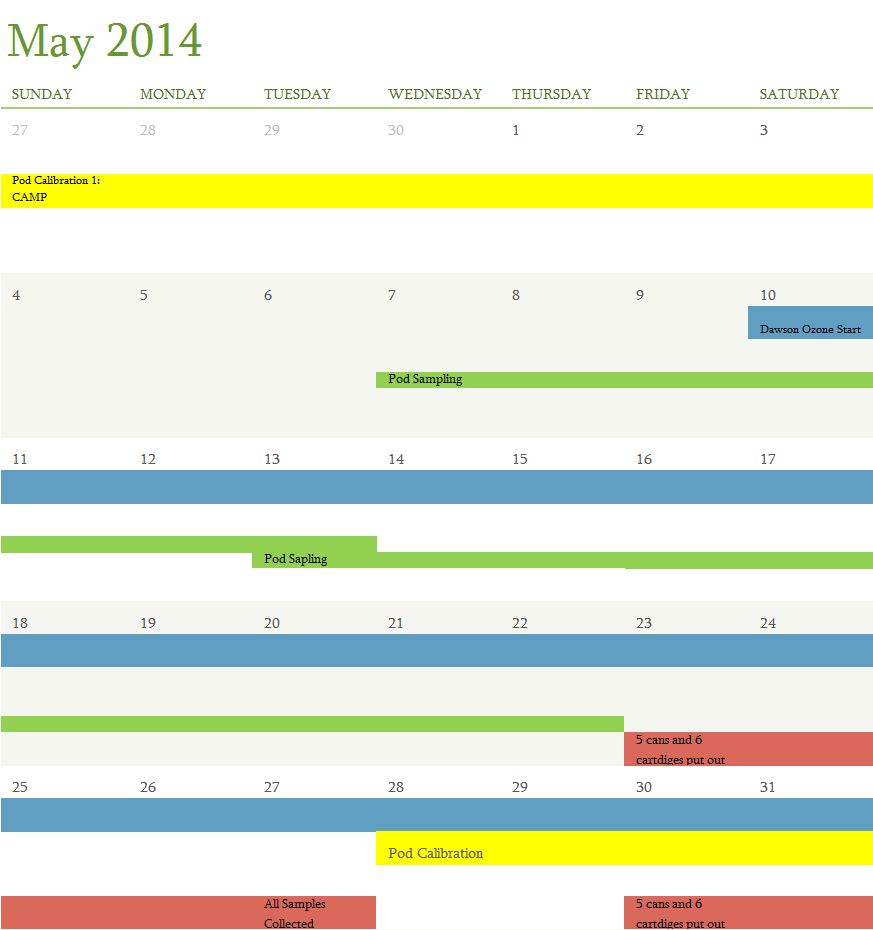 May 2014
SUNDAY MONDAY TUESDAY WEDNESDAY THURSDAY FRIDAY SATURDAY
27 28 29 30 1 2 3
Pod Calibration 1:
CAMP
4 5 6 7 8 9 10
Dawson Ozone Start
Pod Sampling
11 12 13 14 15 16 17
Pod Sapling
18 19 20 21 22 23 24
5 cans and 6
cartdiges put out
25 26 27 28 29 30 31
Pod Calibration
All Samples 5 cans and 6
Collected cartdiges put out